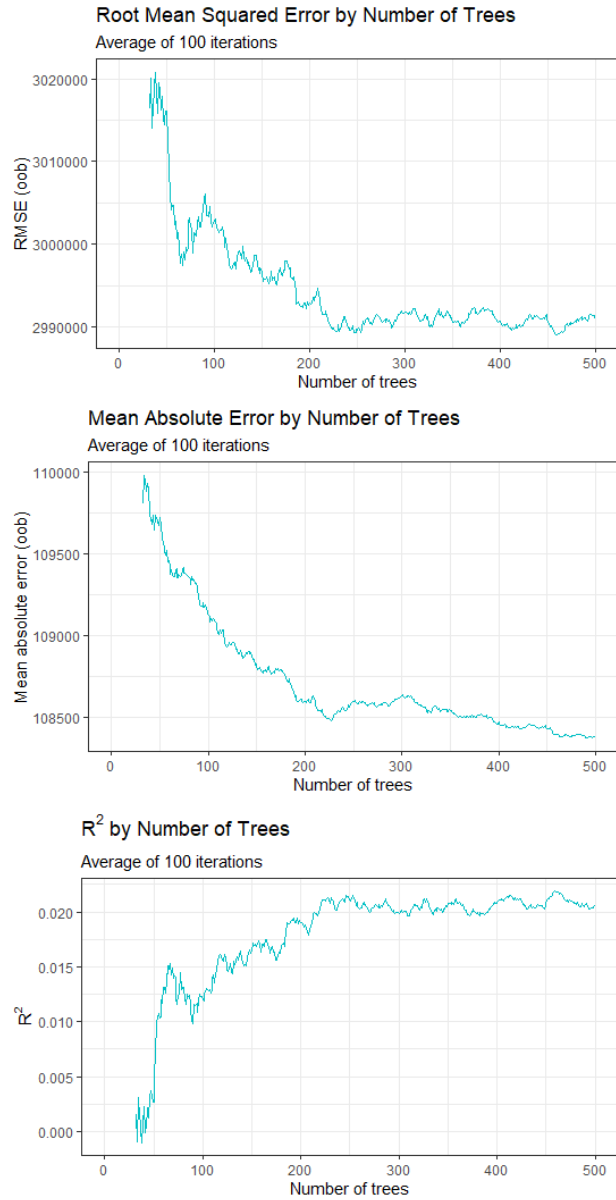 Root Mean Squared Error by Number of Trees
Average of 100 iterations
RMSE (oob)
3020000
3010000
3000000
2990000
0 100 200 300 400 500
Number of trees
Mean Absolute Error by Number of Trees
Average of 100 iterations
Mean absolute error (oob)
110000
109500
109000
108500
0 100 200 300 400 500
Number of trees
R² by Number of Trees
Average of 100 iterations
R²
0.020
0.015
0.010
0.005
0.000
0 100 200 300 400 500
Number of trees